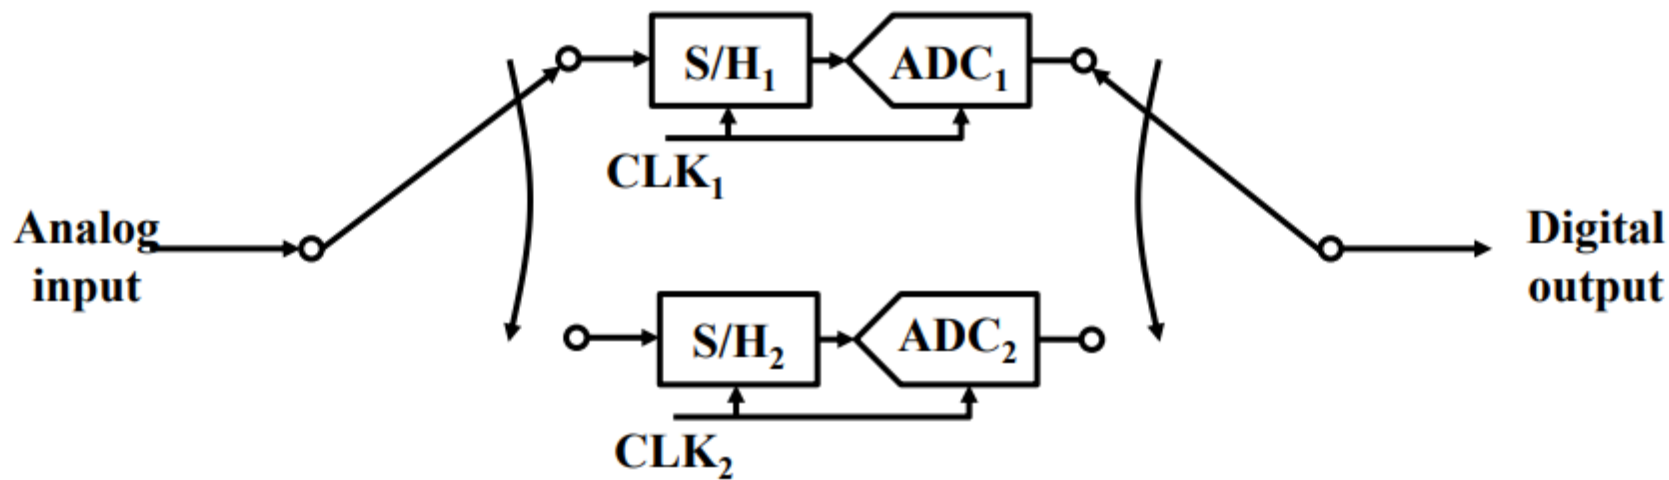 S/H₁
ADC₁
CLK₁
Analog
input
Digital
output
S/H₂
ADC₂
CLK₂